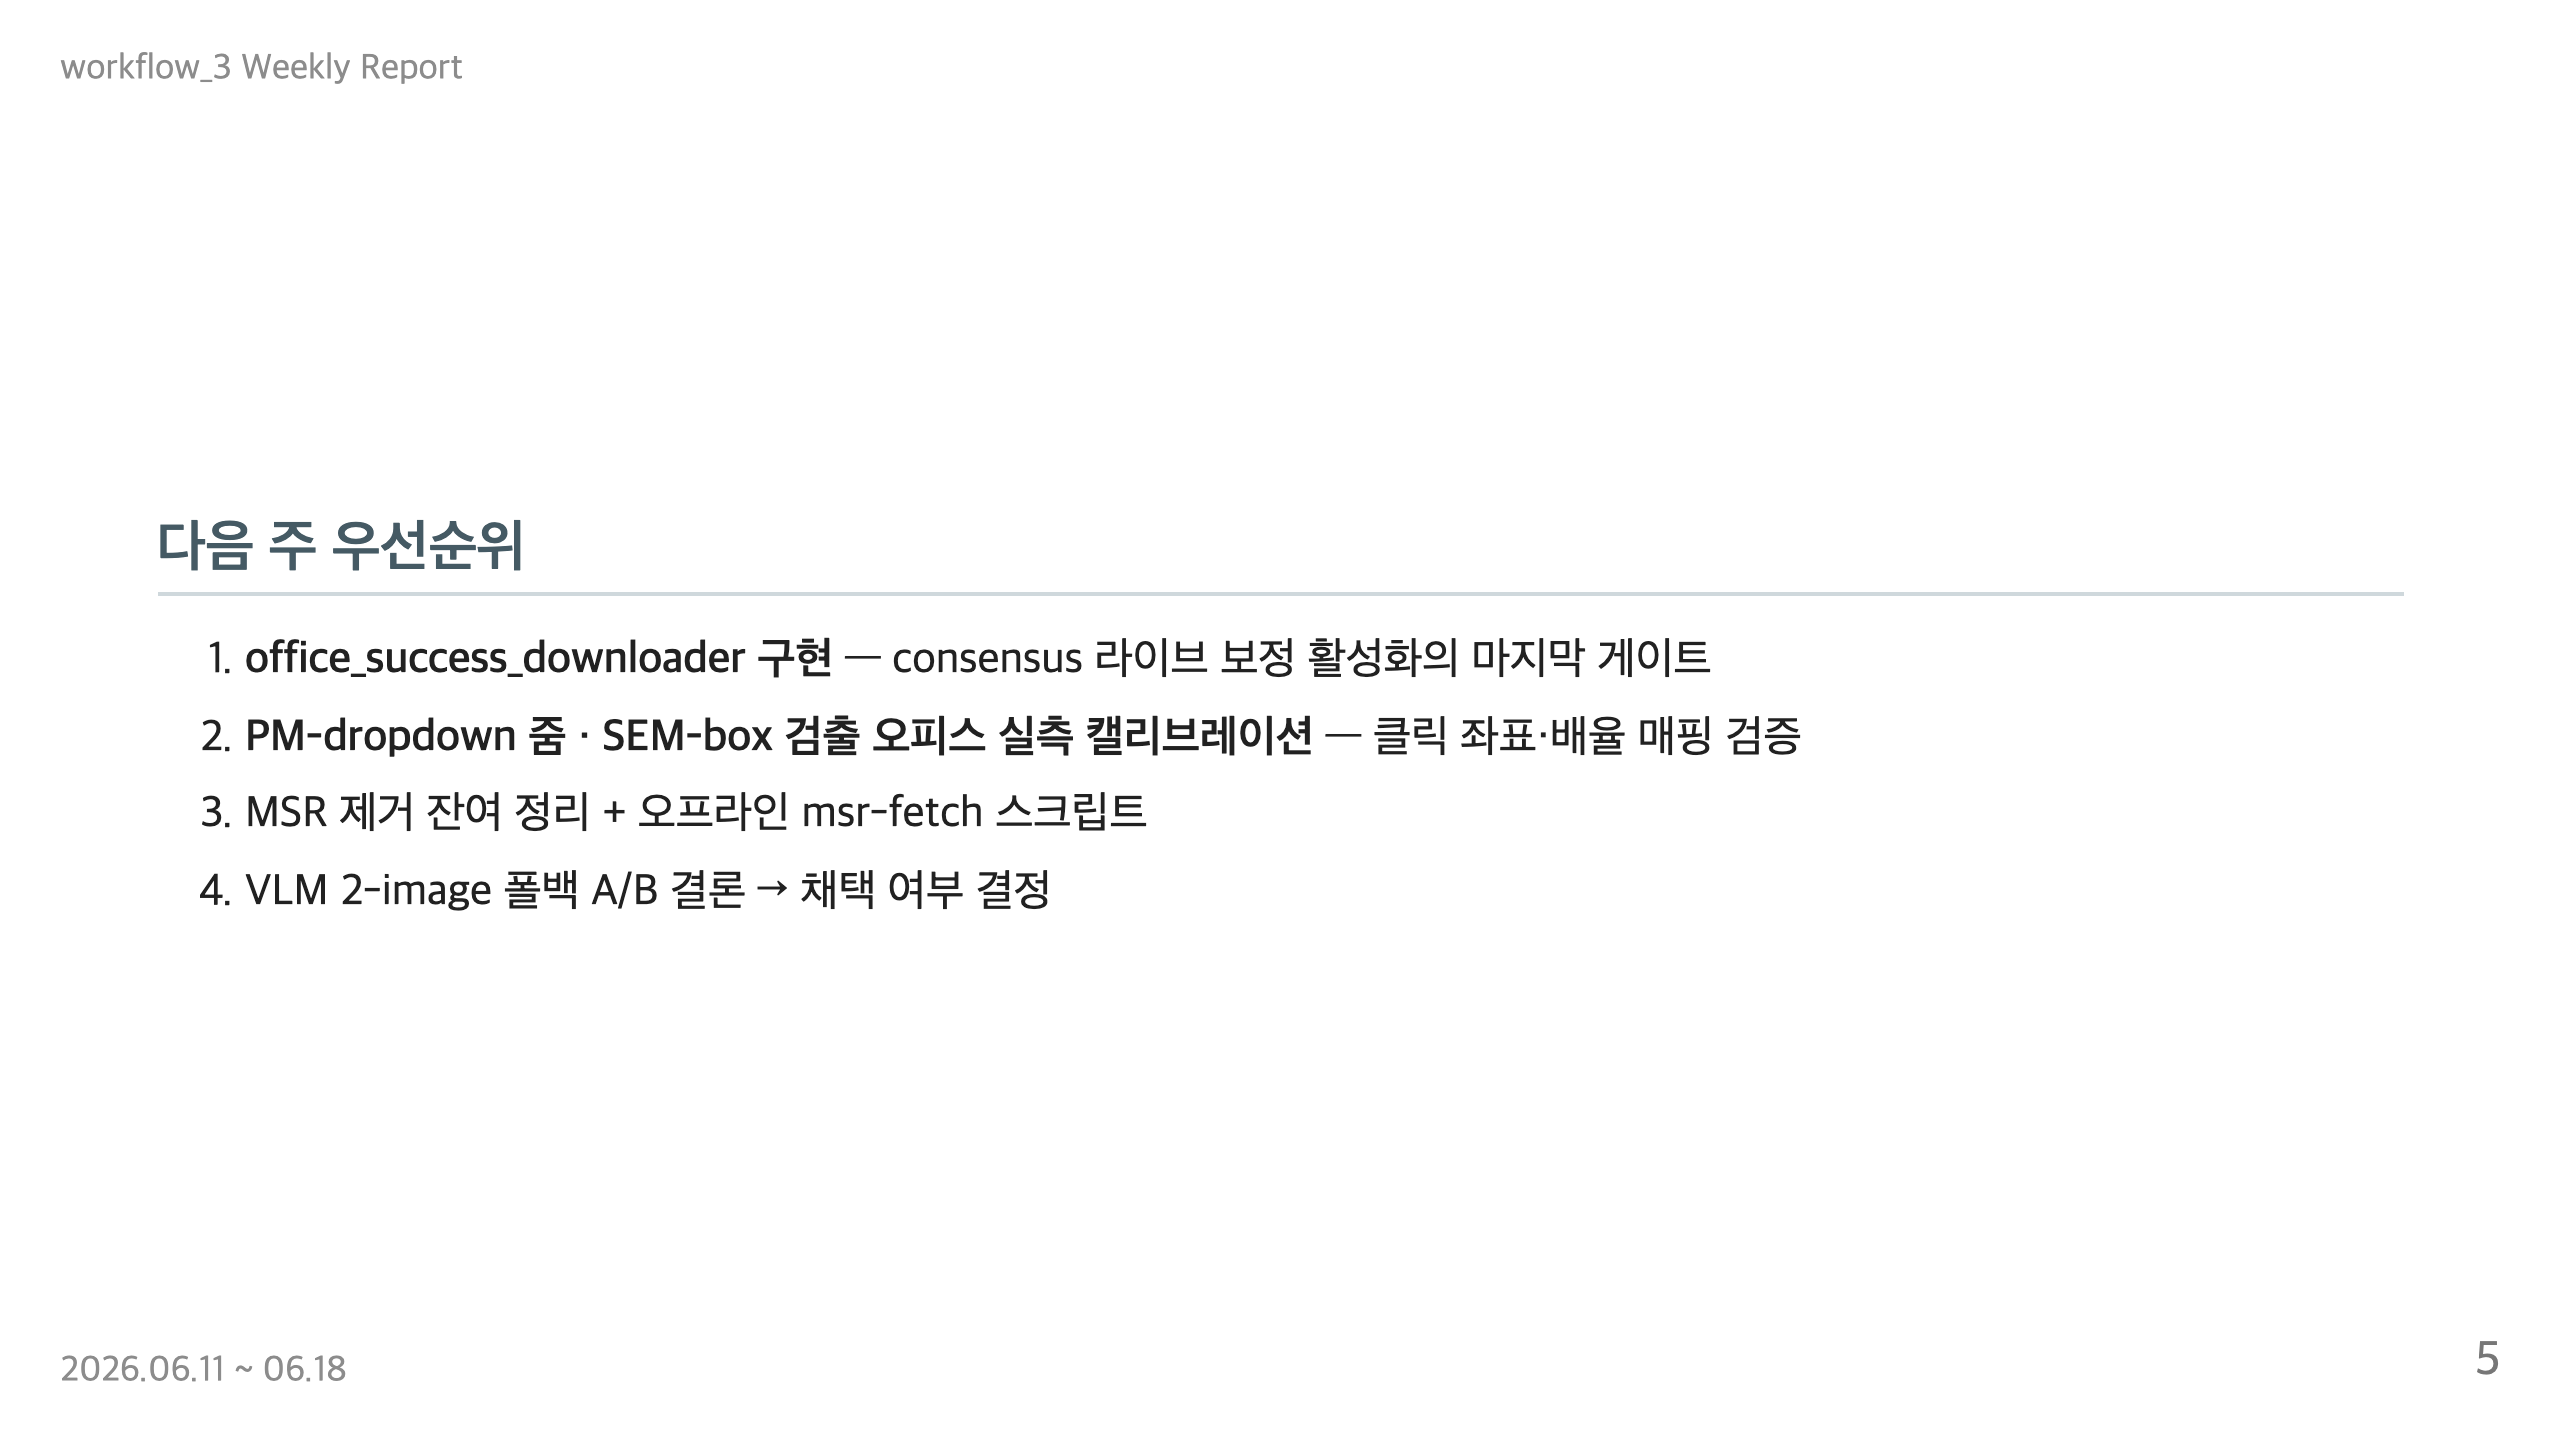 workflow_3 Weekly Report
다음 주 우선순위
1. office_success_downloader 구현 — consensus 라이브 보정 활성화의 마지막 게이트
2. PM-dropdown 줌 · SEM-box 검출 오피스 실측 캘리브레이션 — 클릭 좌표·배율 매핑 검증
3. MSR 제거 잔여 정리 + 오프라인 msr-fetch 스크립트
4. VLM 2-image 폴백 A/B 결론 → 채택 여부 결정
2026.06.11 ~ 06.18
5